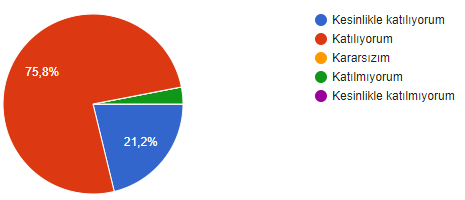 75,8%
21,2%
Kesinlikle katılıyorum
Katılıyorum
Kararsızım
Katılmıyorum
Kesinlikle katılmıyorum